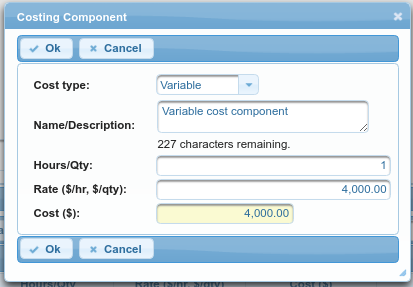 Costing Component
Ok Cancel
Cost type: Variable
Name/Description: Variable cost component
227 characters remaining.
Hours/Qty: 1
Rate ($/hr, $/qty): 4,000.00
Cost ($): 4,000.00
Ok Cancel
Hours/Qty Rate ($/hr, $/qty) Cost ($)